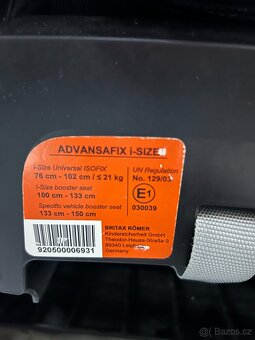 ADVANSAFIX i-SIZE
i-Size Universal ISOFIX
76 cm - 102 cm / ≤ 21 kg
i-Size booster seat
100 cm - 133 cm
Specific vehicle booster seat
133 cm - 150 cm
UN Regulation
No. 129/03
E1
030039
BRITAX RÖMER
Kindersicherheit GmbH
Theodor-Heuss-Straße 9
89340 Leipheim
Germany
920500006931
Bazoš.cz